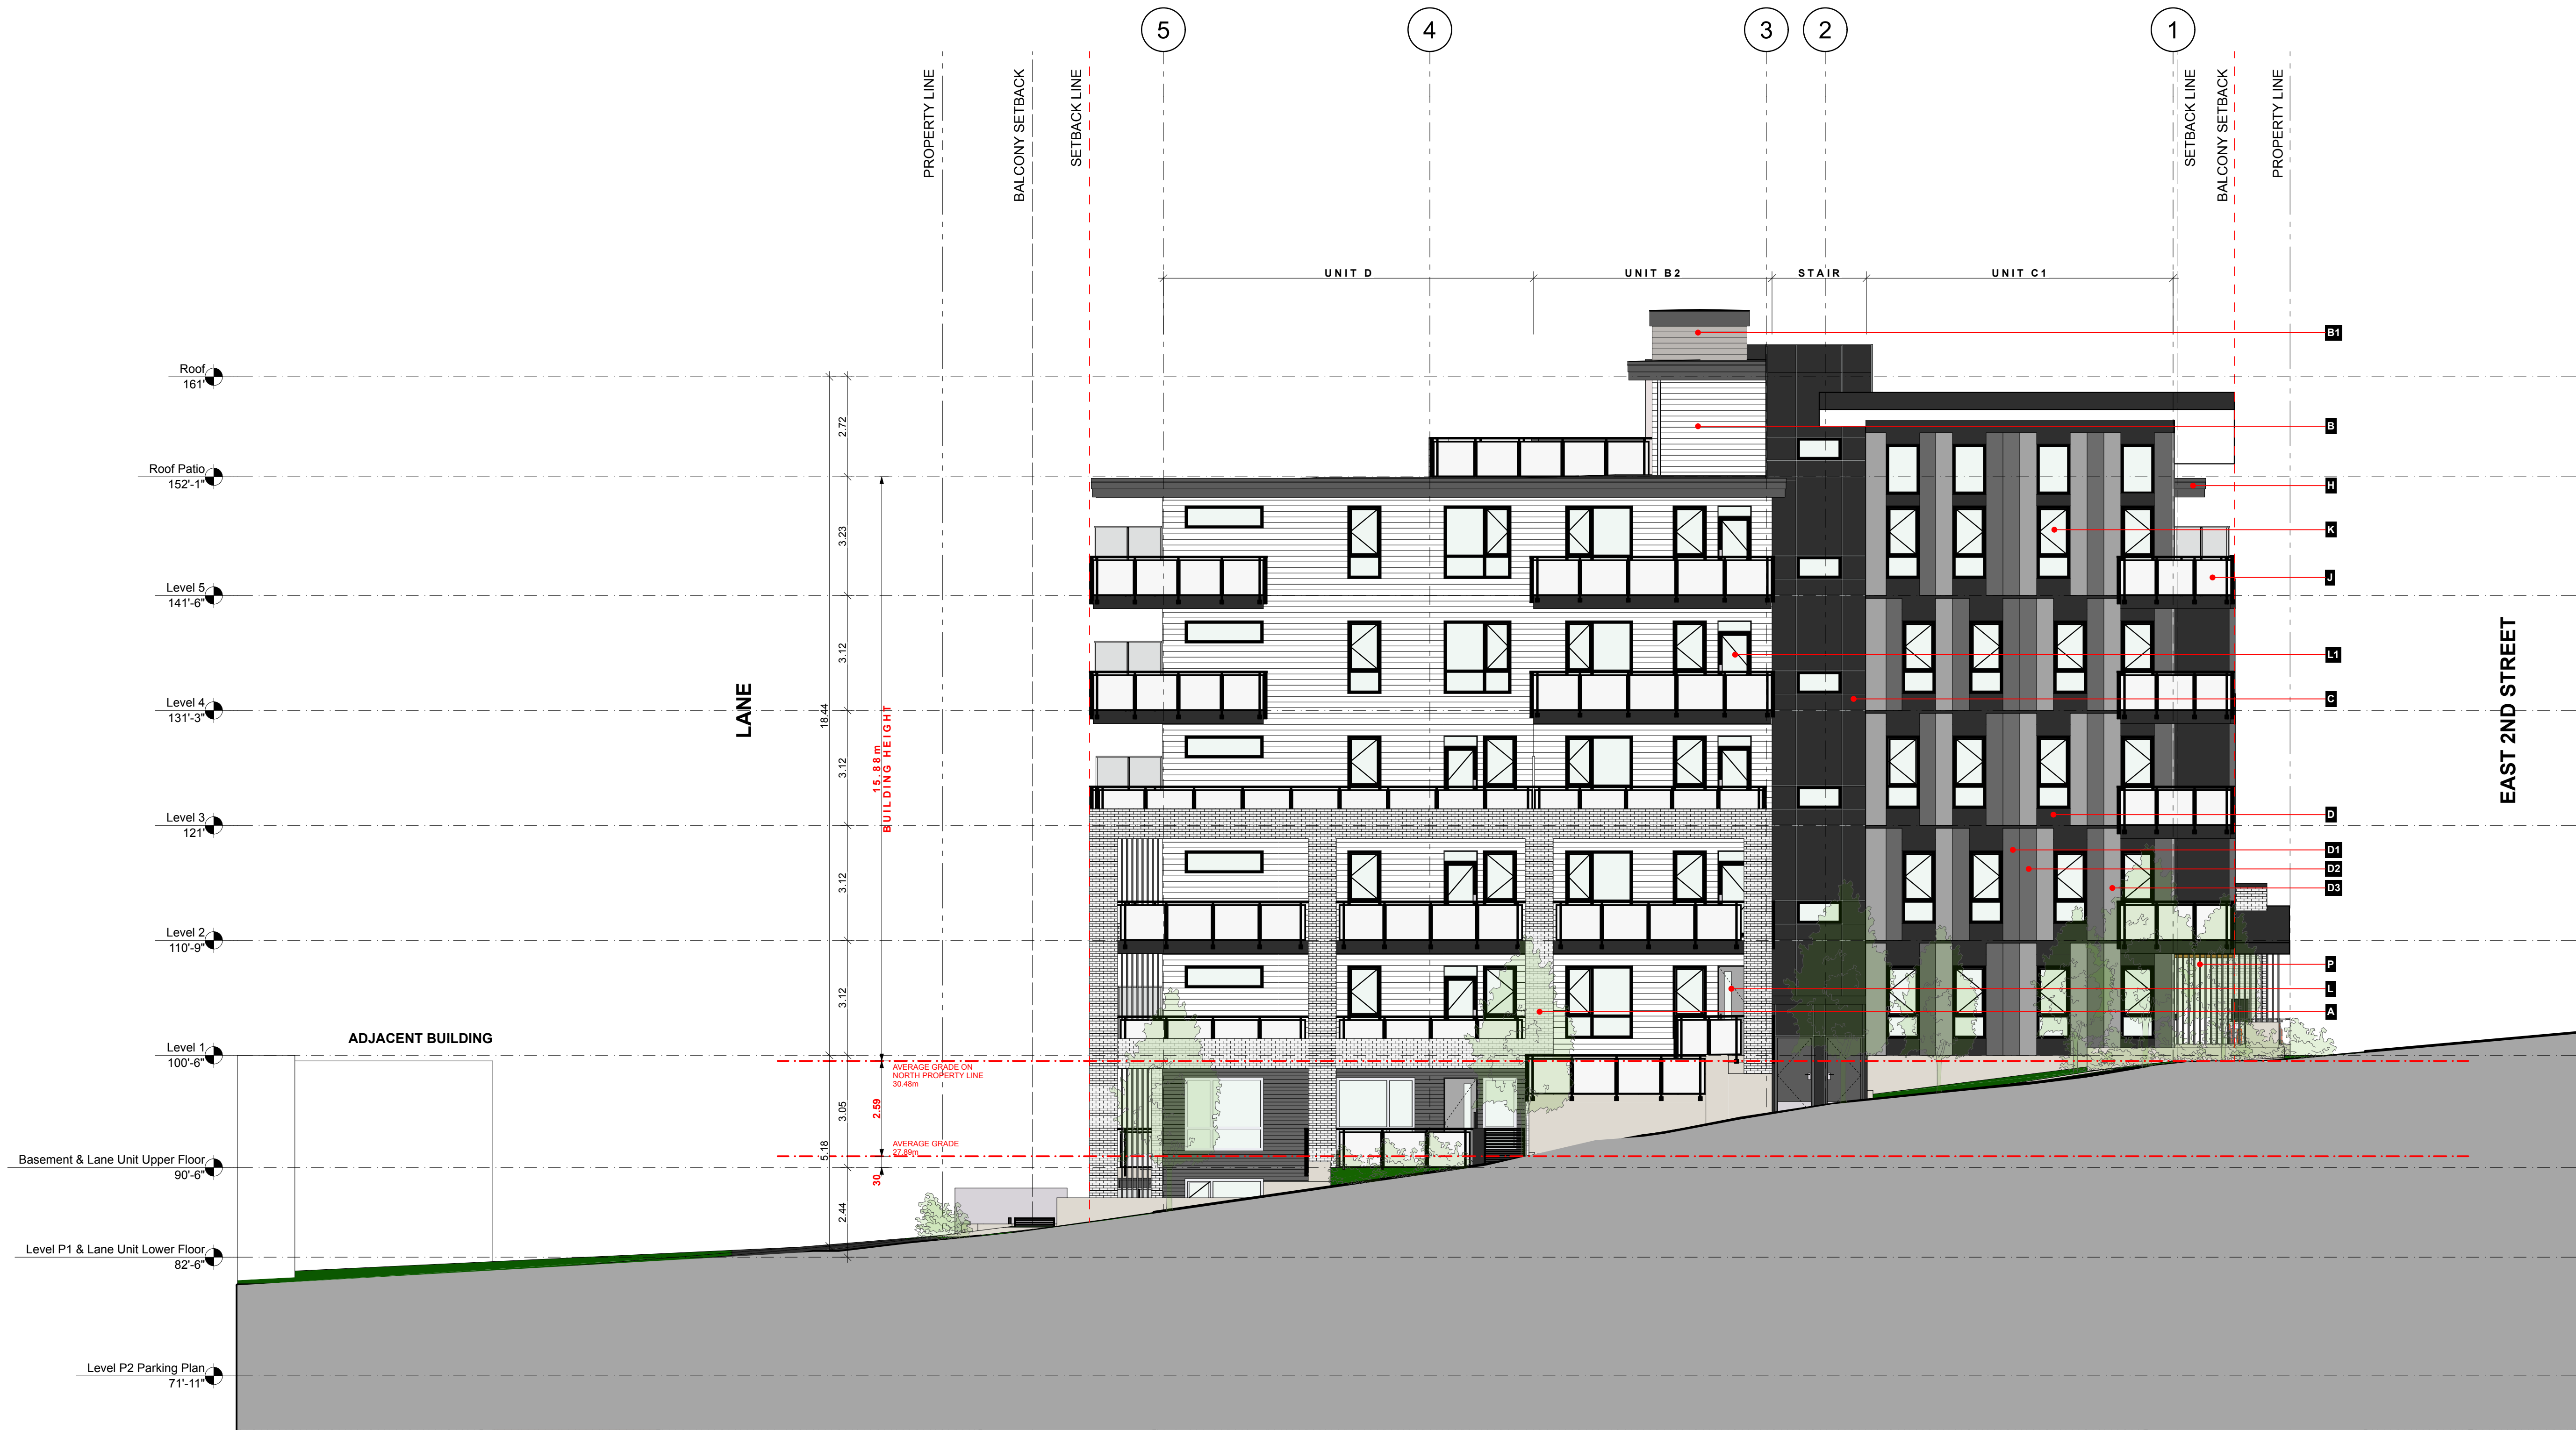 5
4
3
2
1
PROPERTY LINE
BALCONY SETBACK
SETBACK LINE
SETBACK LINE
BALCONY SETBACK
PROPERTY LINE
UNIT D
UNIT B2
STAIR
UNIT C1
B1
Roof
161'
2.72
B
Roof Patio
152'-1"
H
3.23
K
J
Level 5
141'-6"
3.12
L1
C
Level 4
131'-3"
18.44
LANE
EAST 2ND STREET
15.88m
BUILDING HEIGHT
3.12
D
Level 3
121'
D1
D2
D3
3.12
Level 2
110'-9"
P
L
A
3.12
ADJACENT BUILDING
Level 1
100'-6"
AVERAGE GRADE ON
NORTH PROPERTY LINE
30.48m
2.59
3.05
5.18
AVERAGE GRADE
27.89m
Basement & Lane Unit Upper Floor
90'-6"
30
2.44
Level P1 & Lane Unit Lower Floor
82'-6"
Level P2 Parking Plan
71'-11"